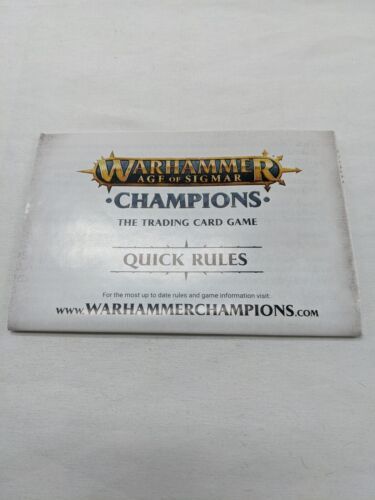 WARHAMMER
AGE OF SIGMAR
• CHAMPIONS •
THE TRADING CARD GAME
QUICK RULES
For the most up to date rules and game information visit:
WWW.WARHAMMERCHAMPIONS.COM